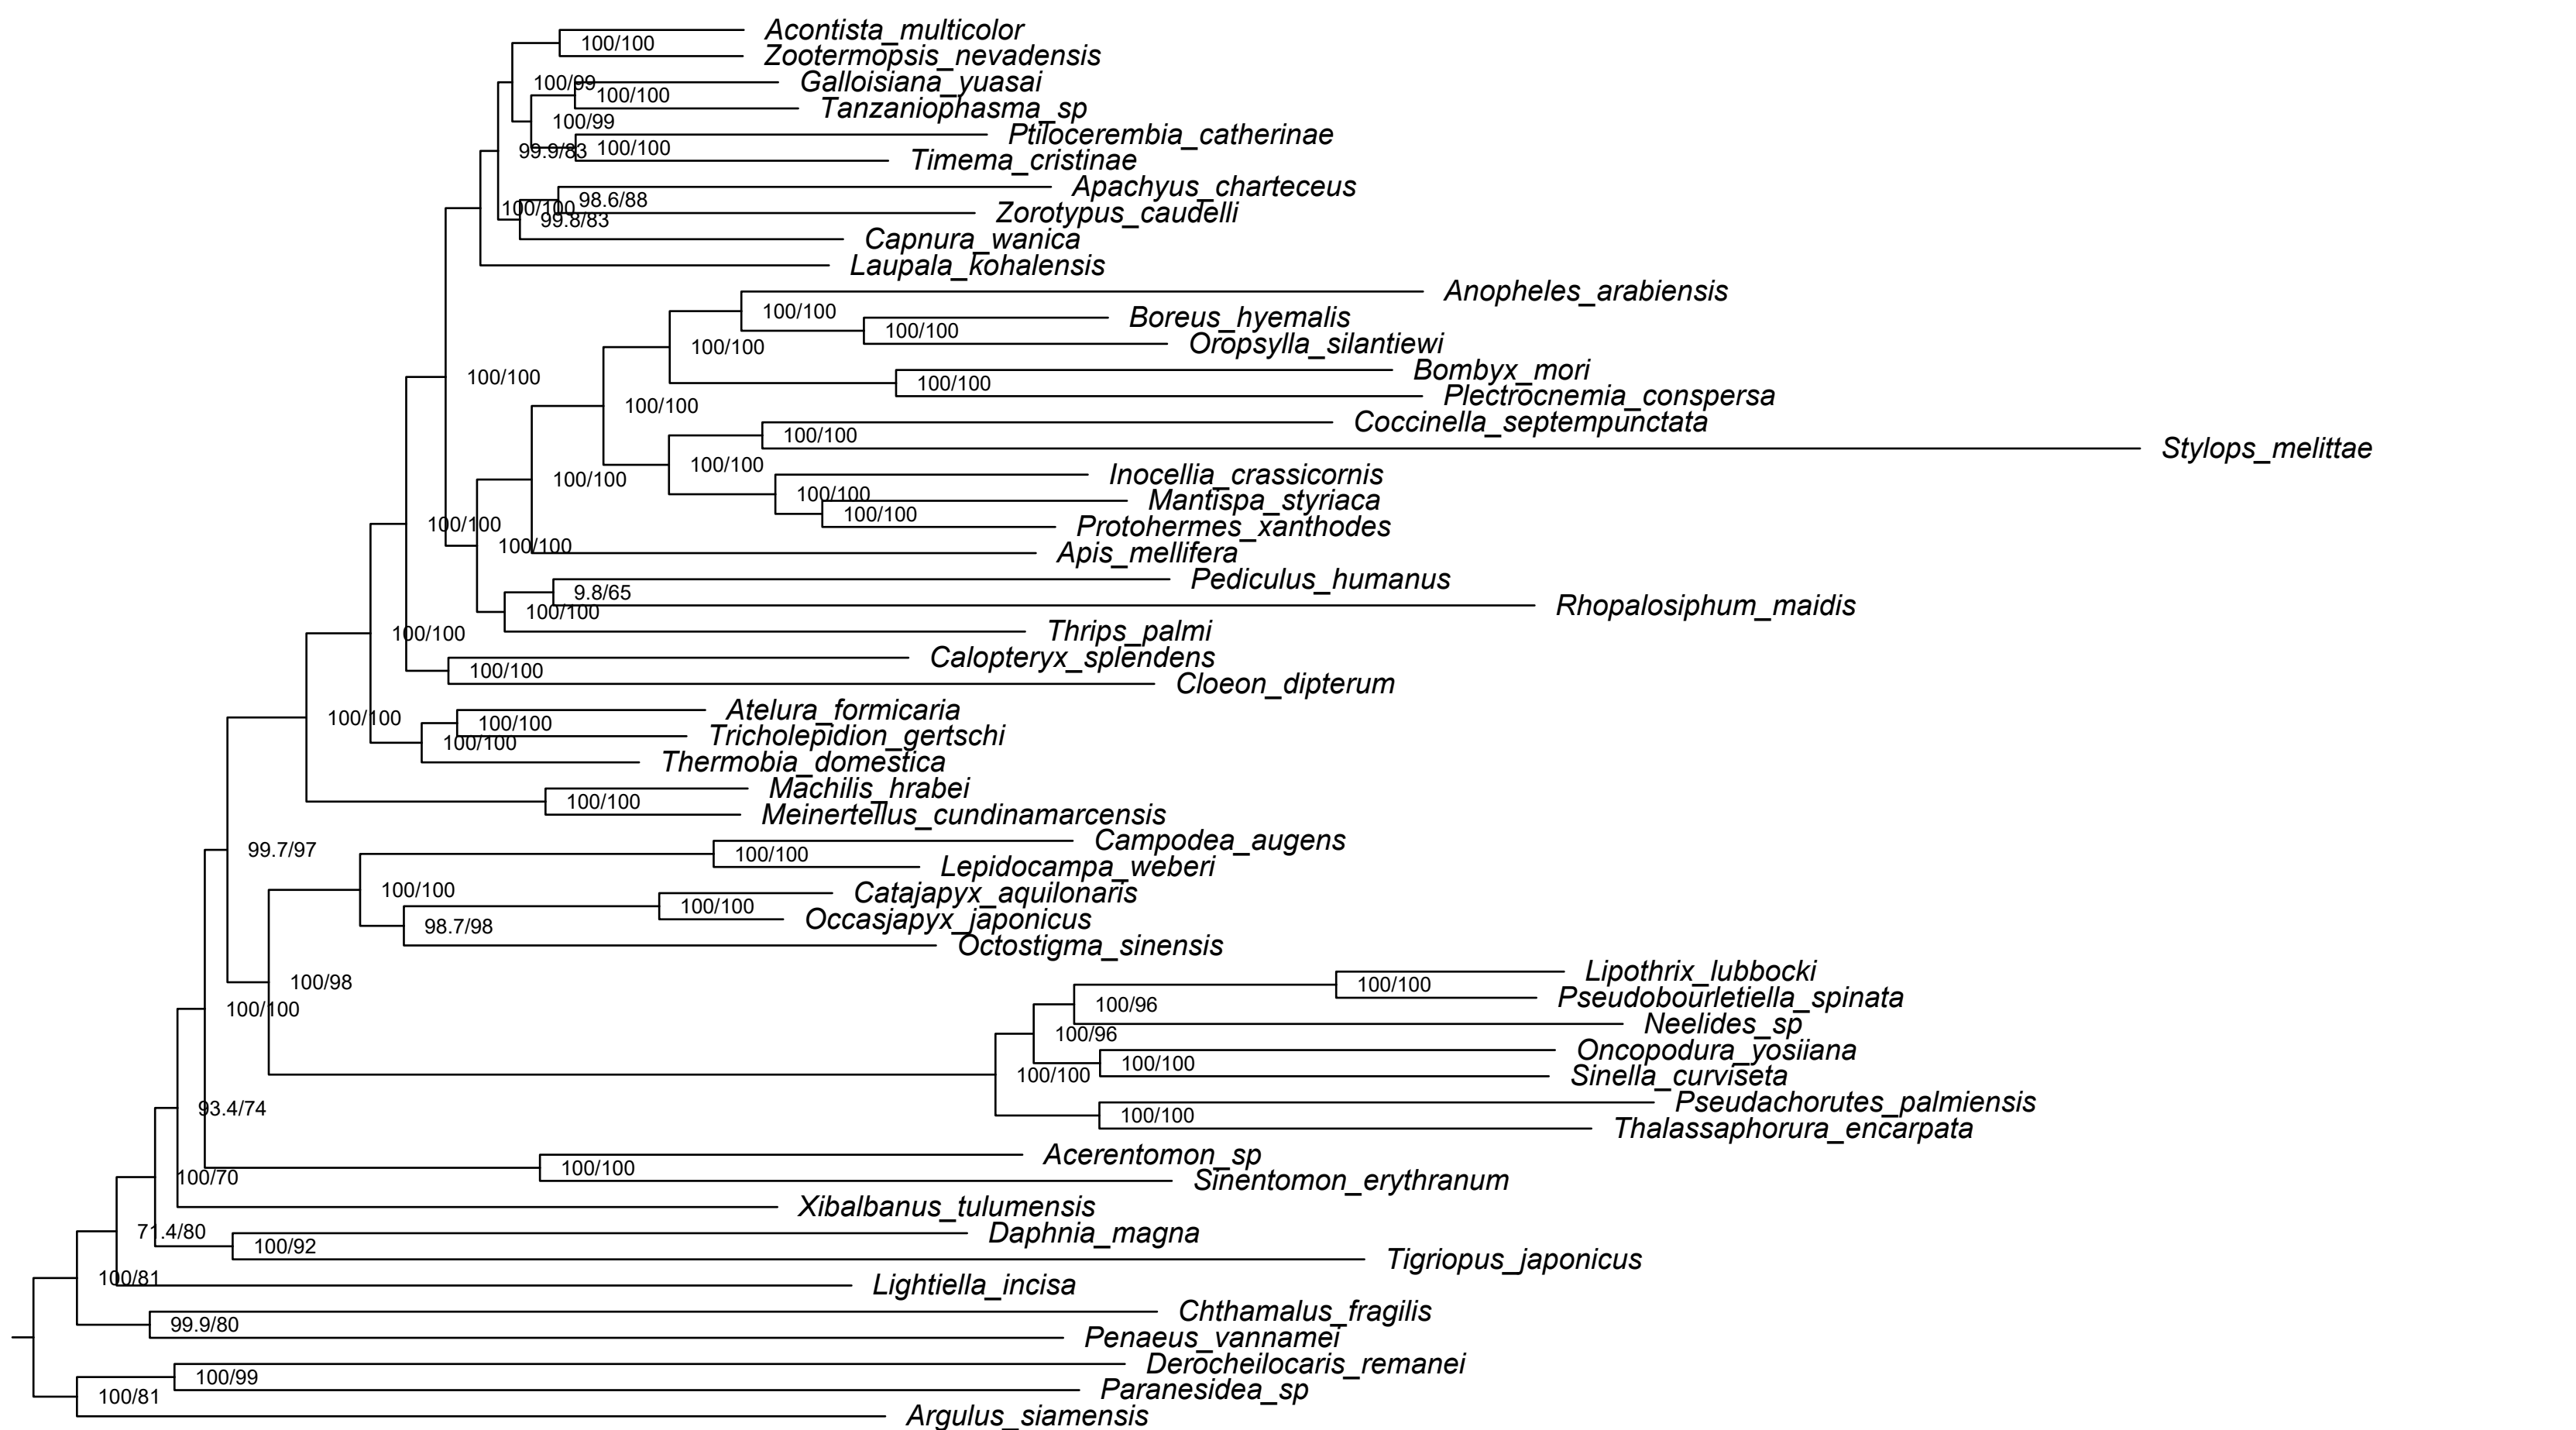 Acontista_multicolor
100/100
Zootermopsis_nevadensis
100/99
Galloisiana_yuasai
100/100
Tanzaniophasma_sp
100/99
Ptilocerembia_catherinae
99.9/83
100/100
Timema_cristinae
Apachyus_charteceus
98.6/88
100/100
Zorotypus_caudelli
99.8/83
Capnura_wanica
Laupala_kohalensis
Anopheles_arabiensis
100/100
Boreus_hyemalis
100/100
Oropsylla_silantiewi
100/100
Bombyx_mori
100/100
100/100
Plectrocnemia_conspersa
100/100
Coccinella_septempunctata
100/100
Stylops_melittae
100/100
Inocellia_crassicornis
100/100
100/100
Mantispa_styriaca
100/100
Protohermes_xanthodes
100/100
100/100
Apis_mellifera
Pediculus_humanus
9.8/65
Rhopalosiphum_maidis
100/100
Thrips_palmi
100/100
Calopteryx_splendens
100/100
Cloeon_dipterum
Atelura_formicaria
100/100
100/100
Tricholepidion_gertschi
100/100
Thermobia_domestica
Machilis_hrabei
100/100
Meinertellus_cundinamarcensis
Campodea_augens
99.7/97
100/100
Lepidocampa_weberi
100/100
Catajapyx_aquilonaris
100/100
Occasjapyx_japonicus
98.7/98
Octostigma_sinensis
Lipothrix_lubbocki
100/98
100/100
Pseudobourletiella_spinata
100/96
100/100
Neelides_sp
100/96
Oncopodura_yosiiana
100/100
100/100
Sinella_curviseta
Pseudachorutes_palmiensis
93.4/74
100/100
Thalassaphorura_encarpata
Acerentomon_sp
100/100
100/70
Sinentomon_erythranum
Xibalbanus_tulumensis
71.4/80
Daphnia_magna
100/92
Tigriopus_japonicus
100/81
Lightiella_incisa
Chthamalus_fragilis
99.9/80
Penaeus_vannamei
Derocheilocaris_remanei
100/99
Paranesidea_sp
100/81
Argulus_siamensis